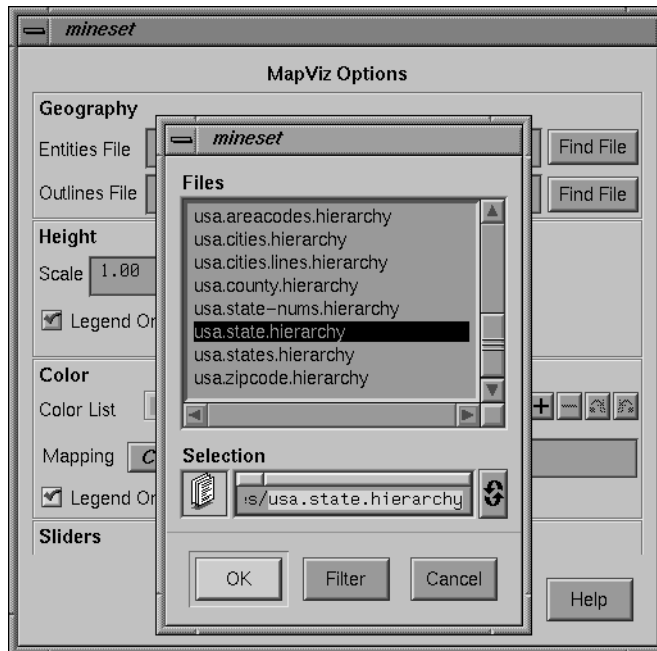 mineset
MapViz Options
Geography
Entities File
Find File
Outlines File
Find File
Height
Scale 1.00
Legend On
Color
Color List
Mapping C
Legend On
Sliders
Help
mineset
Files
usa.areacodes.hierarchy
usa.cities.hierarchy
usa.cities.lines.hierarchy
usa.county.hierarchy
usa.state-nums.hierarchy
usa.state.hierarchy
usa.states.hierarchy
usa.zipcode.hierarchy
Selection
s/usa.state.hierarchy
OK Filter Cancel